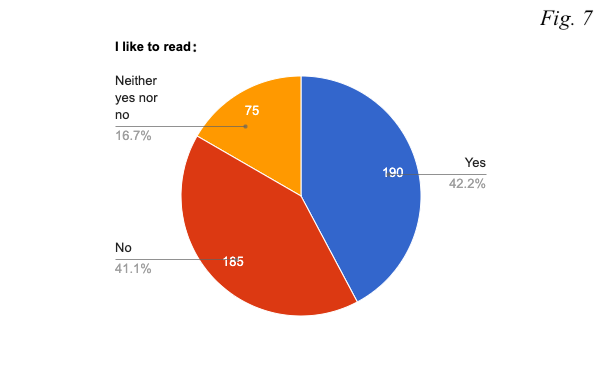 Fig. 7
I like to read:
Neither
yes nor
no
16.7%
75
190
Yes
42.2%
No
41.1%
185